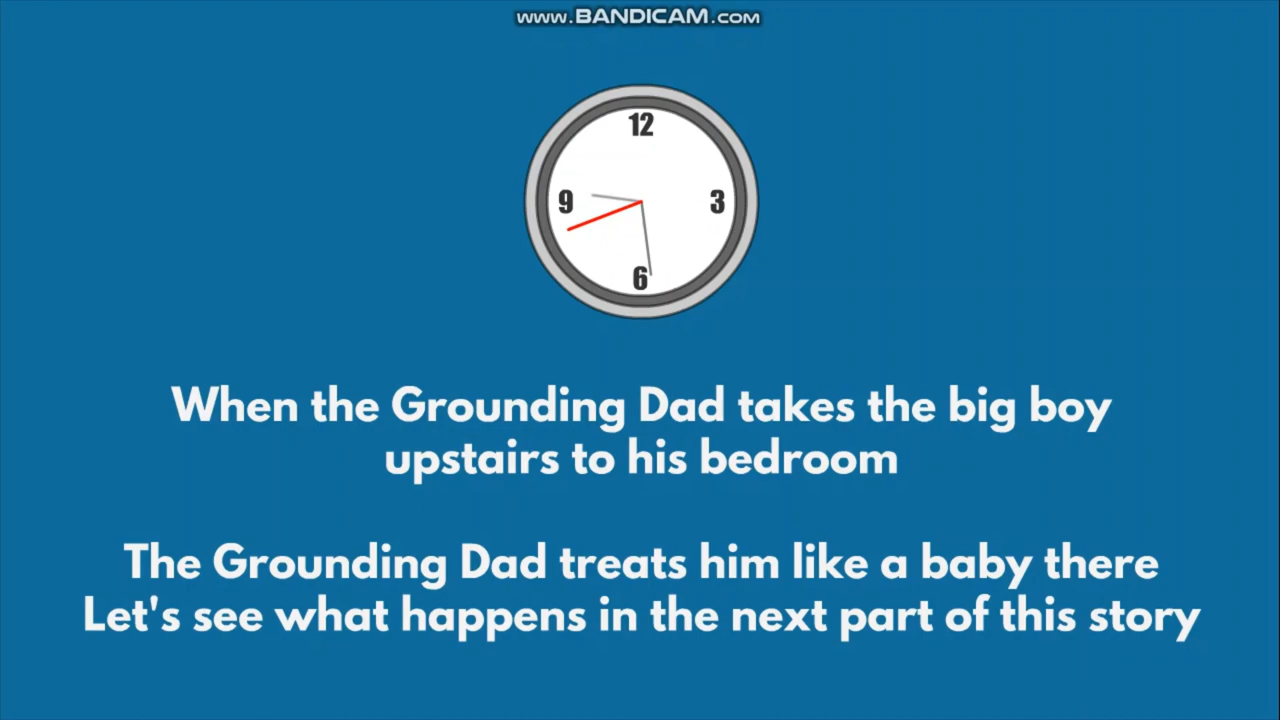 www.BANDICAM.com
12
9
3
6
When the Grounding Dad takes the big boy
upstairs to his bedroom
The Grounding Dad treats him like a baby there
Let's see what happens in the next part of this story